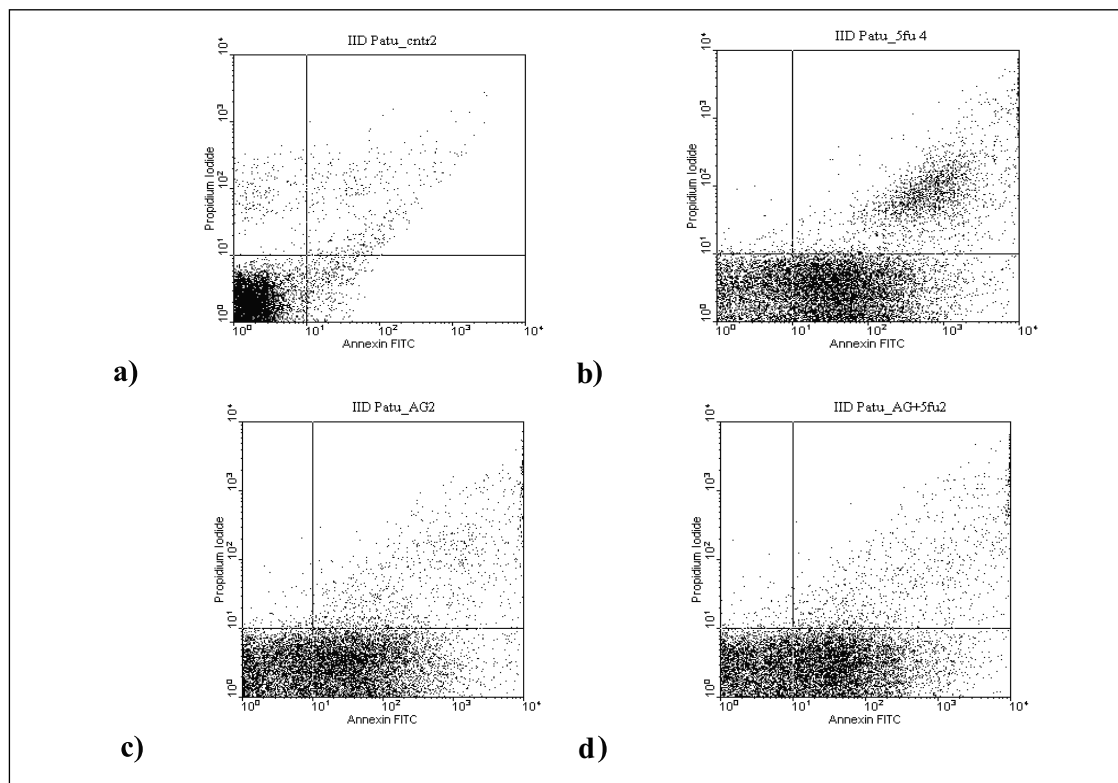 IID Patu_cntr2
Propidium Iodide
10⁰ 10¹ 10² 10³ 10⁴
10⁰ 10¹ 10² 10³ 10⁴
Annexin FITC
a)
IID Patu_5fu 4
Propidium Iodide
10⁰ 10¹ 10² 10³ 10⁴
10⁰ 10¹ 10² 10³ 10⁴
Annexin FITC
b)
IID Patu_AG2
Propidium Iodide
10⁰ 10¹ 10² 10³ 10⁴
10⁰ 10¹ 10² 10³ 10⁴
Annexin FITC
c)
IID Patu_AG+5fu2
Propidium Iodide
10⁰ 10¹ 10² 10³ 10⁴
10⁰ 10¹ 10² 10³ 10⁴
Annexin FITC
d)